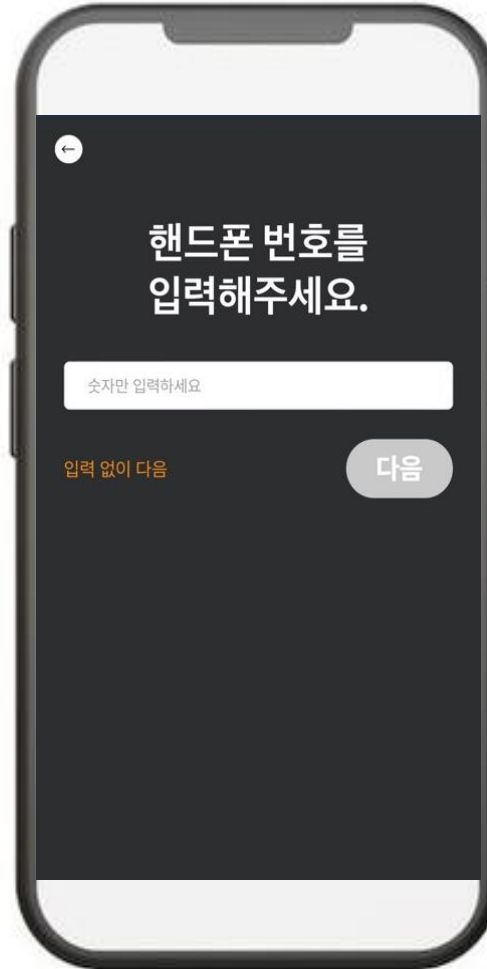 핸드폰 번호를
입력해주세요.
숫자만 입력하세요
입력 없이 다음
다음